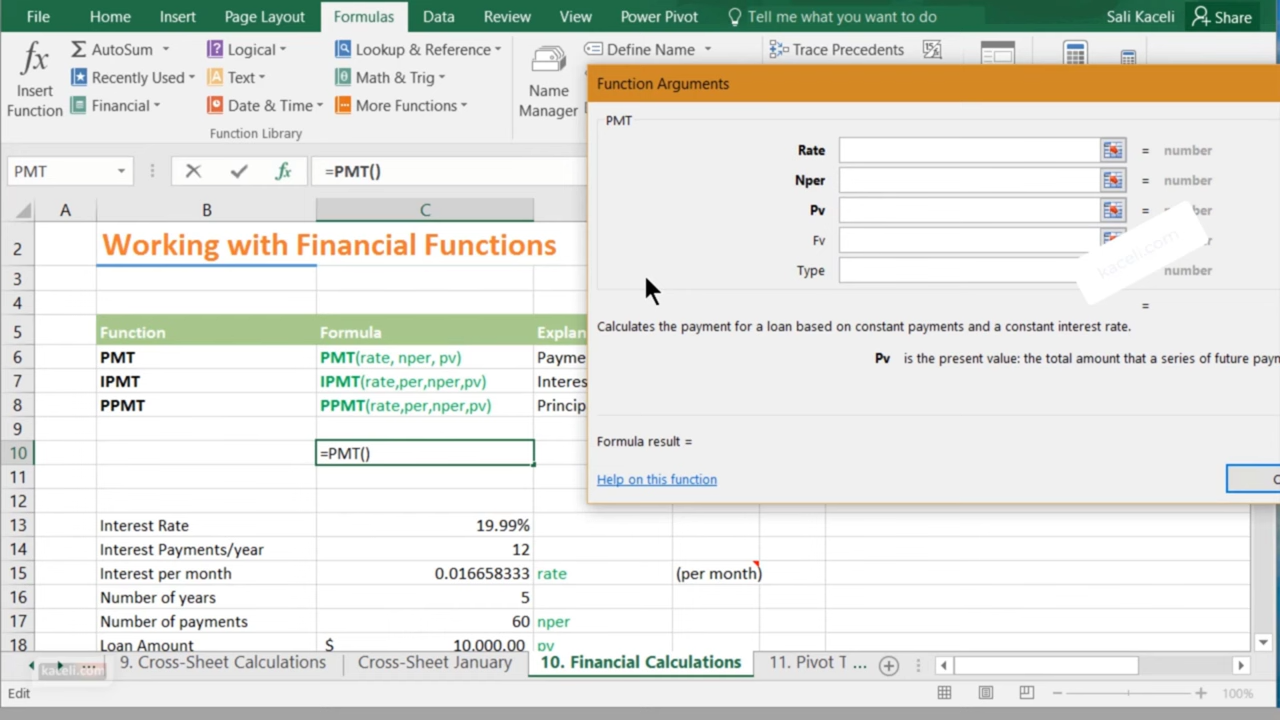 File Home Insert Page Layout Formulas Data Review View Power Pivot Tell me what you want to do Sali Kaceli Share
fx Insert Function
Σ AutoSum
Recently Used
Financial
? Logical
A Text
Date & Time
Lookup & Reference
θ Math & Trig
More Functions
Function Library
Name Manager
Define Name
Trace Precedents
Function Arguments
PMT
Rate = number
Nper = number
Pv =
Fv =
Type number
=
kaceli.com
Calculates the payment for a loan based on constant payments and a constant interest rate.
Pv is the present value: the total amount that a series of future
Formula result =
Help on this function
PMT fx =PMT()
A B C
2 Working with Financial Functions
3
4
5 Function Formula
6 PMT PMT(rate, nper, pv)
7 IPMT IPMT(rate,per,nper,pv)
8 PPMT PPMT(rate,per,nper,pv)
9
10 =PMT()
11
12
13 Interest Rate 19.99%
14 Interest Payments/year 12
15 Interest per month 0.016658333 rate (per month)
16 Number of years 5
17 Number of payments 60 nper
18 Loan Amount $ 10,000.00 pv
... 9. Cross-Sheet Calculations Cross-Sheet January 10. Financial Calculations 11. Pivot T ...
kaceli.com
Edit 100%